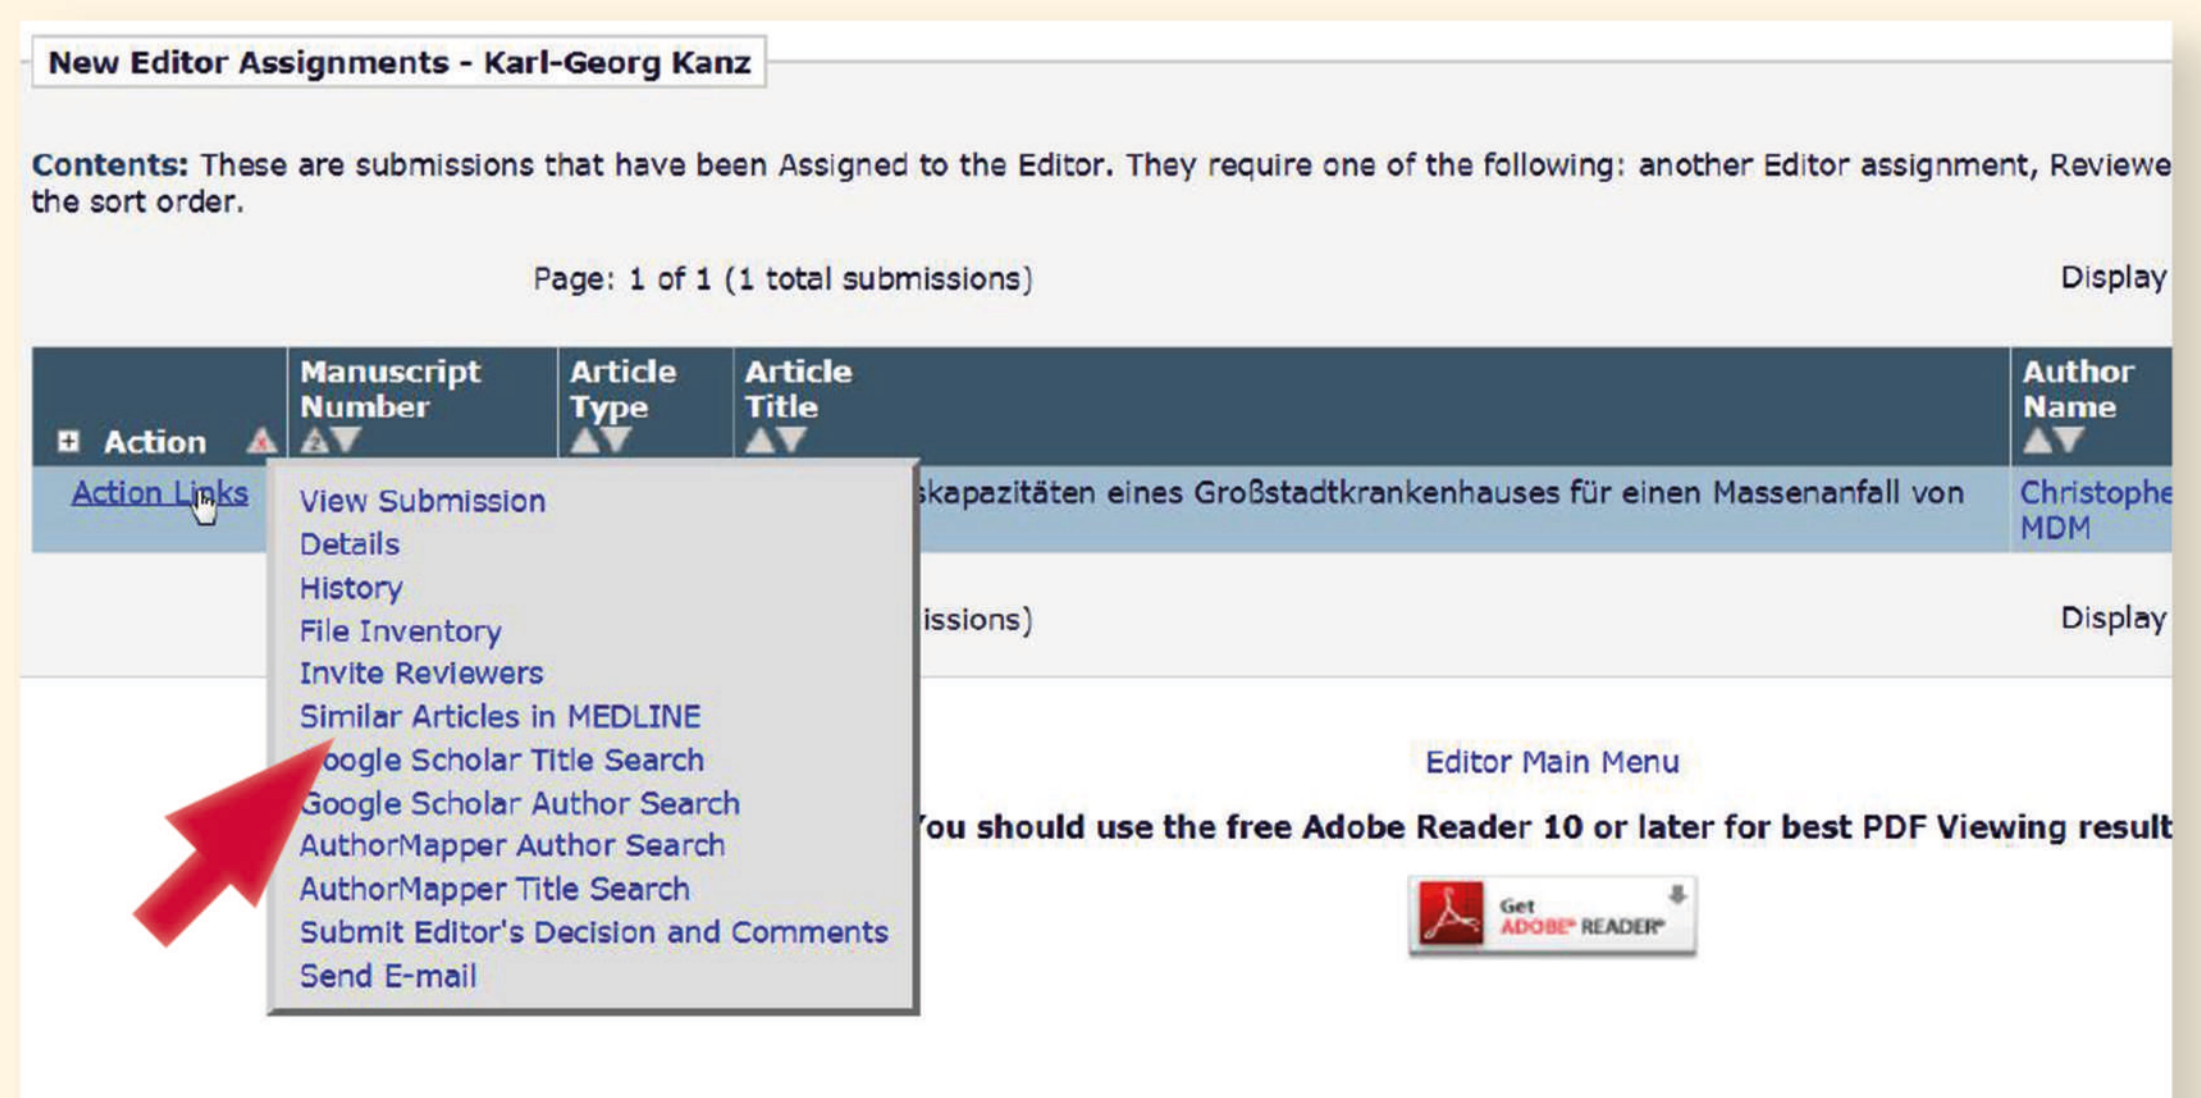 New Editor Assignments - Karl-Georg Kanz
Contents: These are submissions that have been Assigned to the Editor. They require one of the following: another Editor assignment, Reviewe
the sort order.
Page: 1 of 1 (1 total submissions)
Display
Action
Manuscript Number
Article Type
Article Title
Author Name
Action Links
skapazitäten eines Großstadtkrankenhauses für einen Massenanfall von
Christophe
MDM
View Submission
Details
History
File Inventory
Invite Reviewers
Similar Articles in MEDLINE
oogle Scholar Title Search
Google Scholar Author Search
AuthorMapper Author Search
AuthorMapper Title Search
Submit Editor's Decision and Comments
Send E-mail
issions)
Display
Editor Main Menu
ou should use the free Adobe Reader 10 or later for best PDF Viewing result
Get
ADOBE® READER®